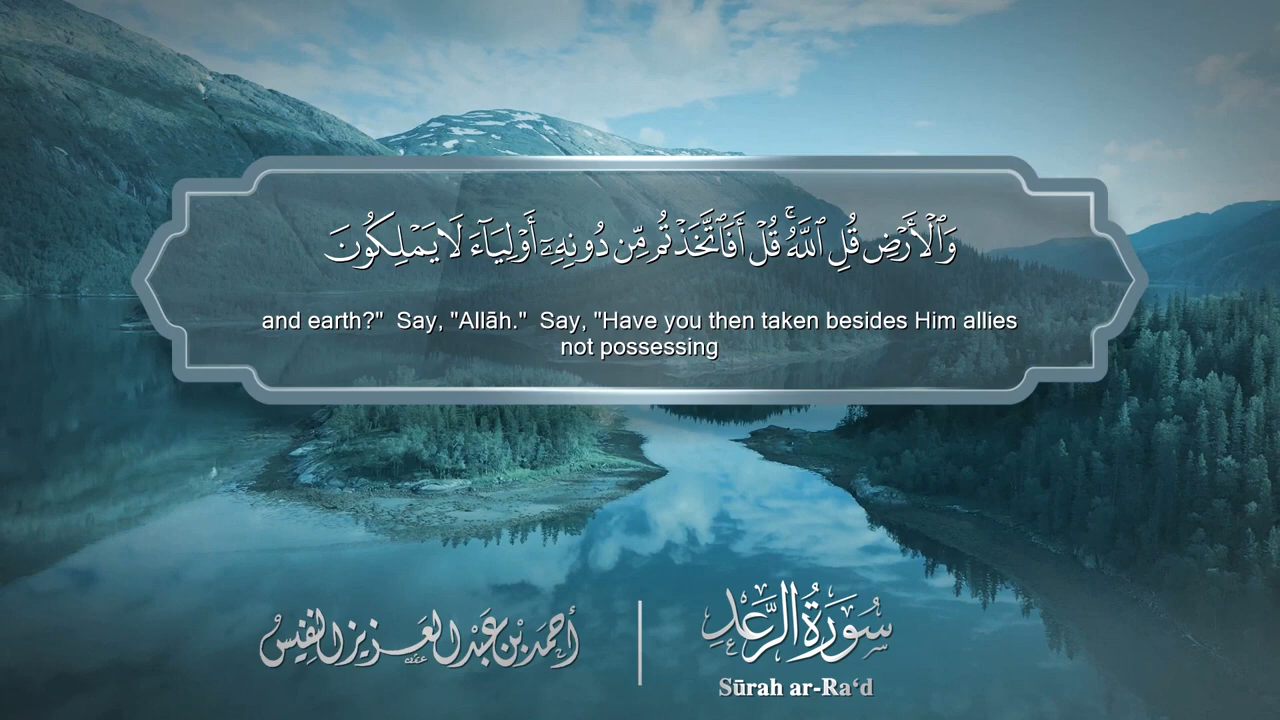 وَٱلْأَرْضِ قُلِ ٱللَّهُ ۚ قُلْ أَفَٱتَّخَذْتُم مِّن دُونِهِۦٓ أَوْلِيَآءَ لَا يَمْلِكُونَ
and earth?"  Say, "Allāh."  Say, "Have you then taken besides Him allies
not possessing
أحمد بن عبد العزيز النفيس
سُورَةُ الرَّعْدِ
Sūrah ar-Ra‘d